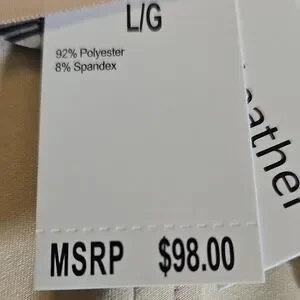 L/G
92% Polyester
8% Spandex
MSRP $98.00